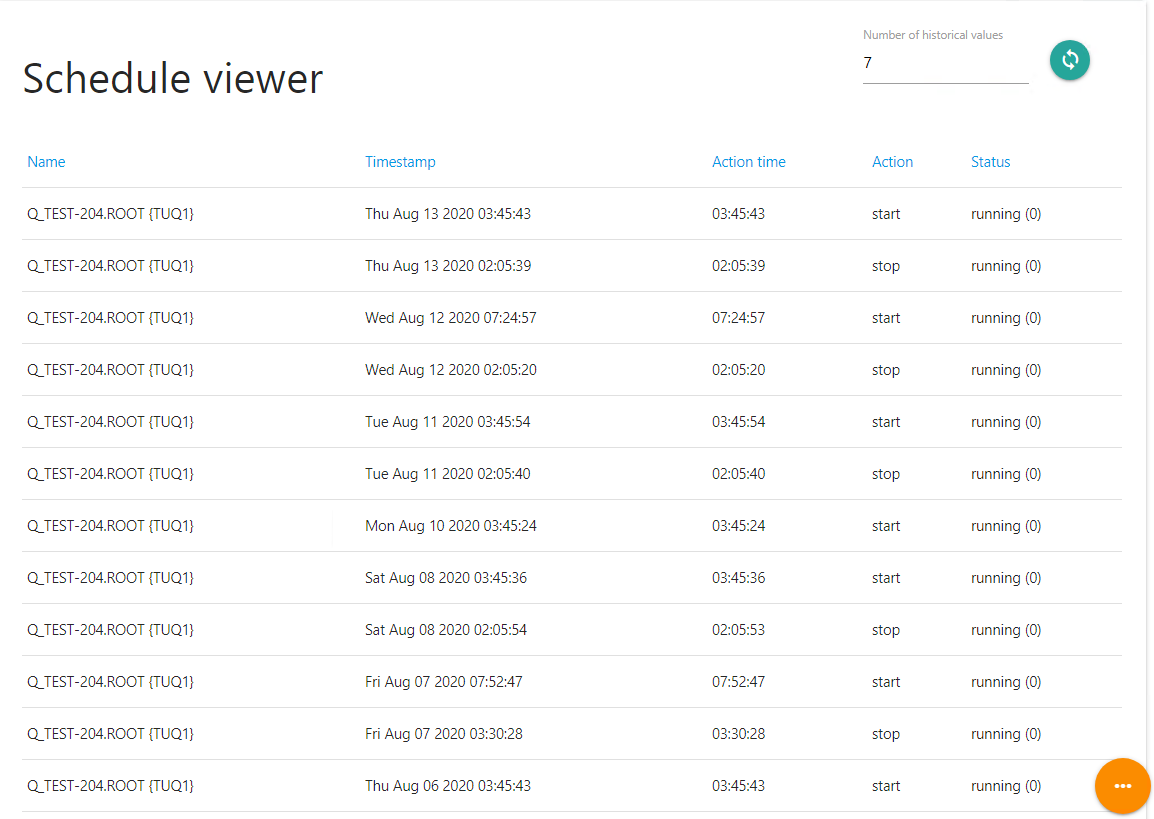 Number of historical values
7
Schedule viewer
Name Timestamp Action time Action Status
Q_TEST-204.ROOT {TUQ1} Thu Aug 13 2020 03:45:43 03:45:43 start running (0)
Q_TEST-204.ROOT {TUQ1} Thu Aug 13 2020 02:05:39 02:05:39 stop running (0)
Q_TEST-204.ROOT {TUQ1} Wed Aug 12 2020 07:24:57 07:24:57 start running (0)
Q_TEST-204.ROOT {TUQ1} Wed Aug 12 2020 02:05:20 02:05:20 stop running (0)
Q_TEST-204.ROOT {TUQ1} Tue Aug 11 2020 03:45:54 03:45:54 start running (0)
Q_TEST-204.ROOT {TUQ1} Tue Aug 11 2020 02:05:40 02:05:40 stop running (0)
Q_TEST-204.ROOT {TUQ1} Mon Aug 10 2020 03:45:24 03:45:24 start running (0)
Q_TEST-204.ROOT {TUQ1} Sat Aug 08 2020 03:45:36 03:45:36 start running (0)
Q_TEST-204.ROOT {TUQ1} Sat Aug 08 2020 02:05:54 02:05:53 stop running (0)
Q_TEST-204.ROOT {TUQ1} Fri Aug 07 2020 07:52:47 07:52:47 start running (0)
Q_TEST-204.ROOT {TUQ1} Fri Aug 07 2020 03:30:28 03:30:28 stop running (0)
Q_TEST-204.ROOT {TUQ1} Thu Aug 06 2020 03:45:43 03:45:43 start running (0)